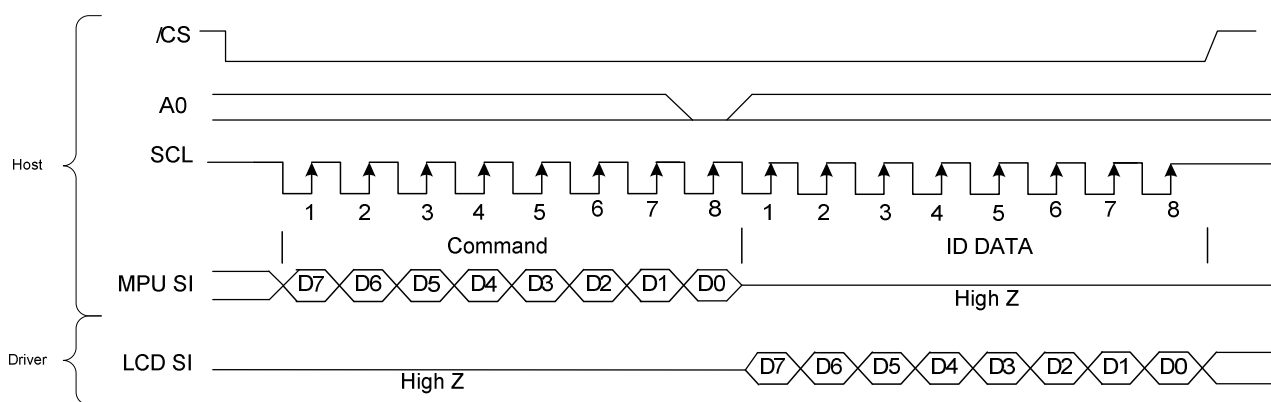 /CS
A0
Host
SCL
1 2 3 4 5 6 7 8 1 2 3 4 5 6 7 8
Command ID DATA
MPU SI D7 D6 D5 D4 D3 D2 D1 D0 High Z
Driver
LCD SI High Z D7 D6 D5 D4 D3 D2 D1 D0